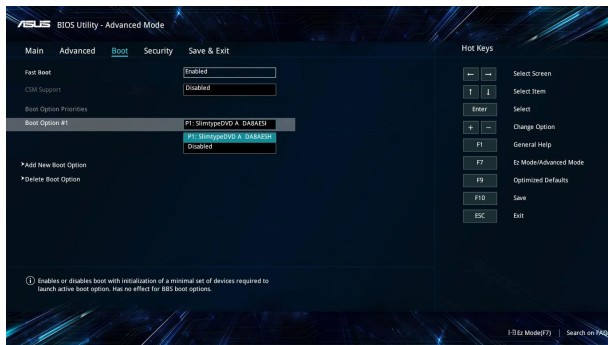 ASUS BIOS Utility - Advanced Mode
Main Advanced Boot Security Save & Exit
Hot Keys
Fast Boot Enabled
CSM Support Disabled
Boot Option Priorities
Boot Option #1 P1: SlimtypeDVD A DA8AESI
P1: SlimtypeDVD A DA8AESH
Disabled
Add New Boot Option
Delete Boot Option
← → Select Screen
↑ ↓ Select Item
Enter Select
+ − Change Option
F1 General Help
F7 Ez Mode/Advanced Mode
F9 Optimized Defaults
F10 Save
ESC Exit
Enables or disables boot with initialization of a minimal set of devices required to
launch active boot option. Has no effect for BBS boot options.
Ez Mode(F7) | Search on FAQ